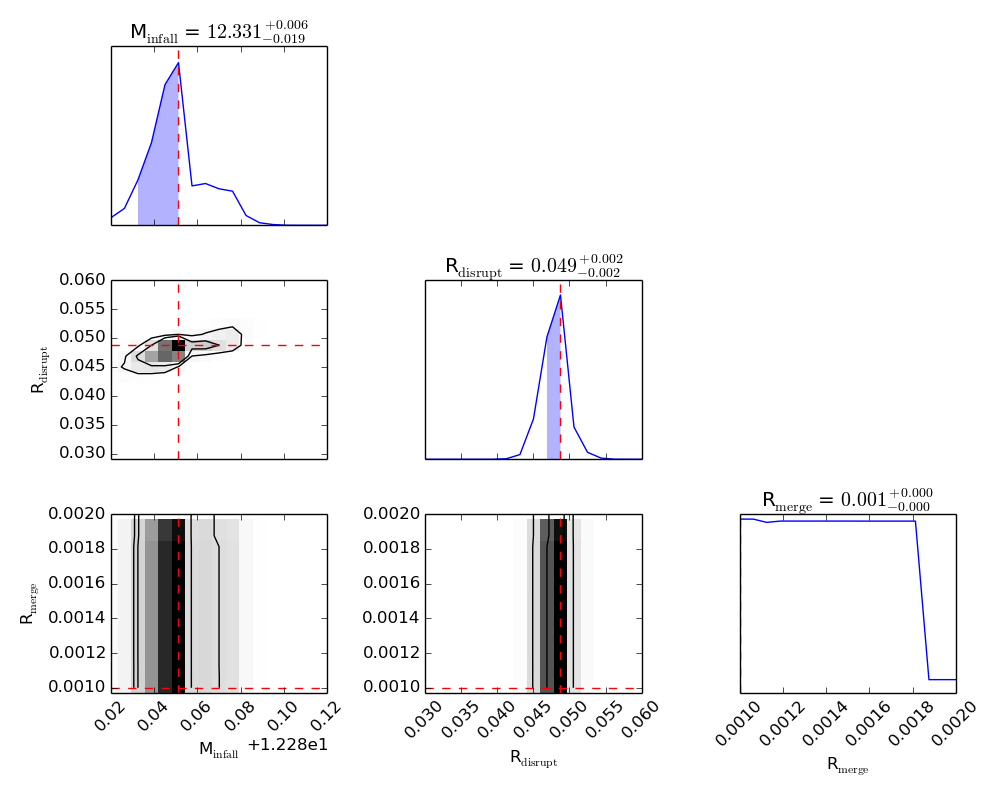 M_infall = 12.331 +0.006 −0.019
0.060
0.055
0.050
0.045
0.040
0.035
0.030
R_disrupt
R_disrupt = 0.049 +0.002 −0.002
0.0020
0.0018
0.0016
0.0014
0.0012
0.0010
R_merge
0.02 0.04 0.06 0.08 0.10 0.12
+1.228e1
M_infall
0.0020
0.0018
0.0016
0.0014
0.0012
0.0010
0.030 0.035 0.040 0.045 0.050 0.055 0.060
R_disrupt
R_merge = 0.001 +0.000 −0.000
0.0010 0.0012 0.0014 0.0016 0.0018 0.0020
R_merge